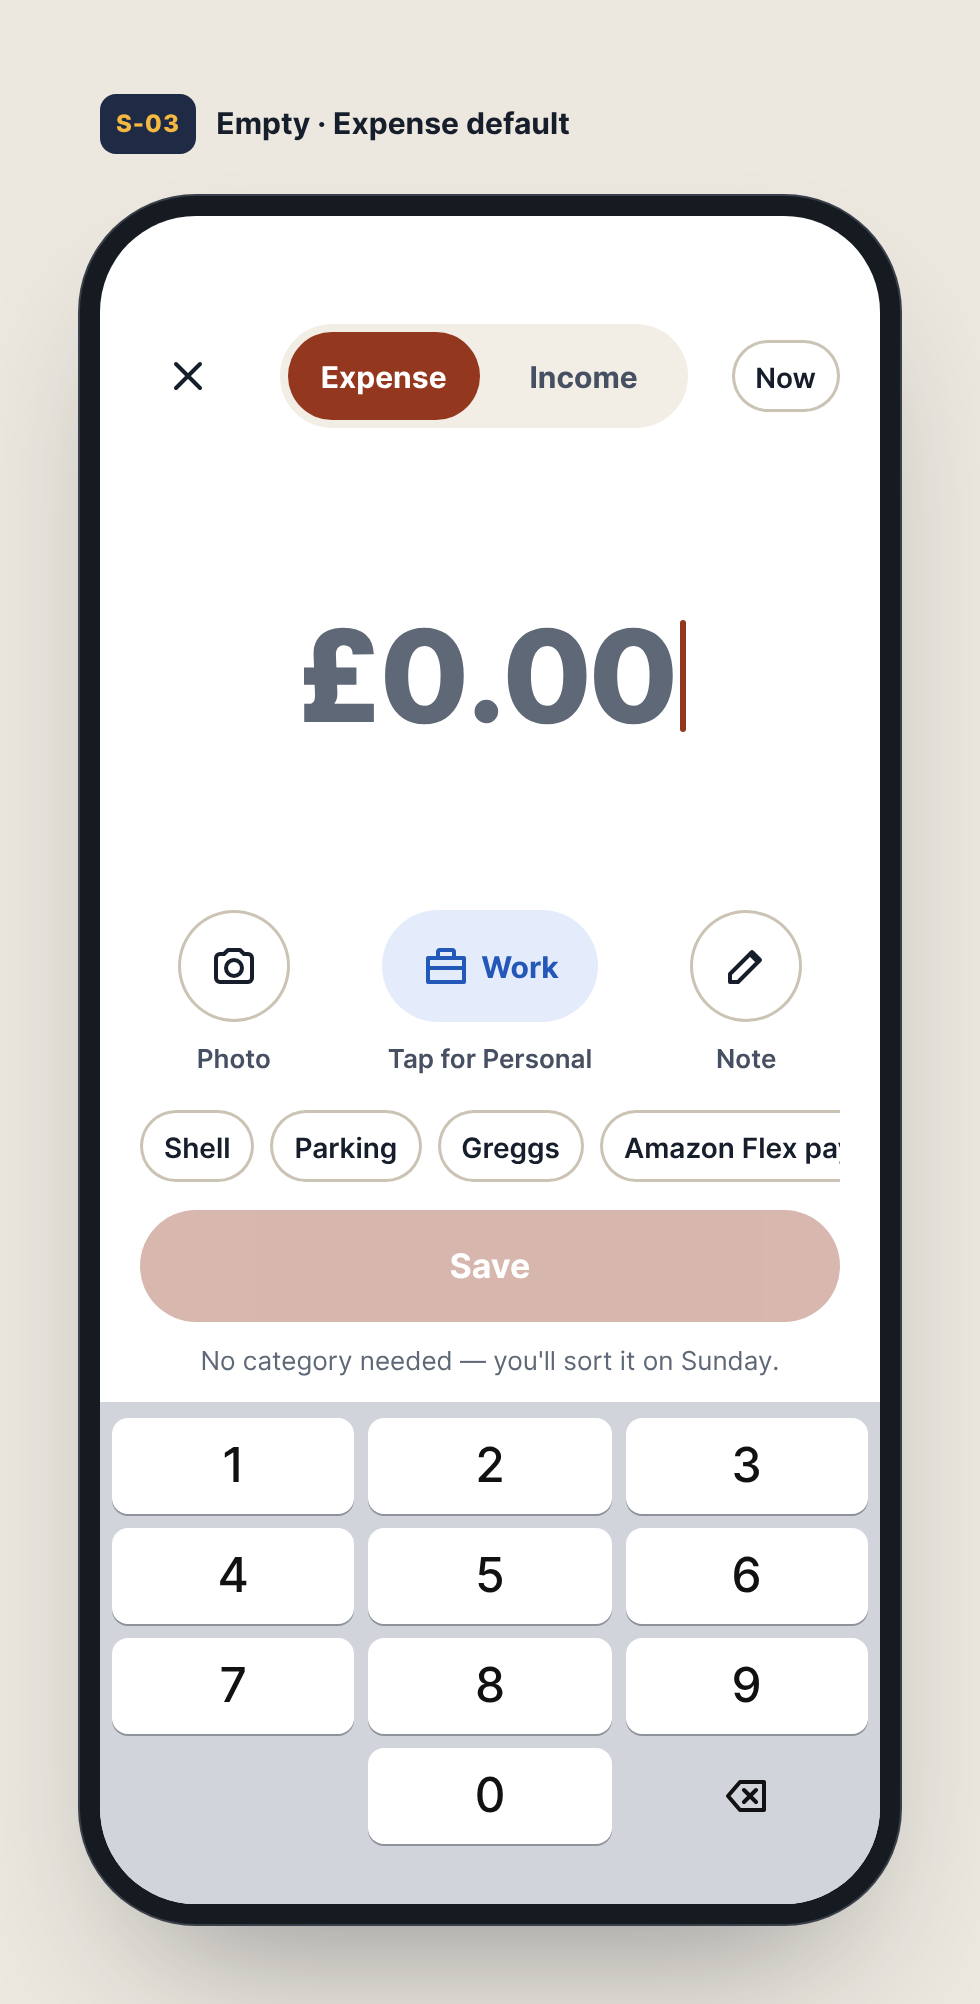 S-03 Empty · Expense default
Expense Income Now
£0.00
Work
Photo Tap for Personal Note
Shell Parking Greggs Amazon Flex pay
Save
No category needed — you'll sort it on Sunday.
1 2 3
4 5 6
7 8 9
0